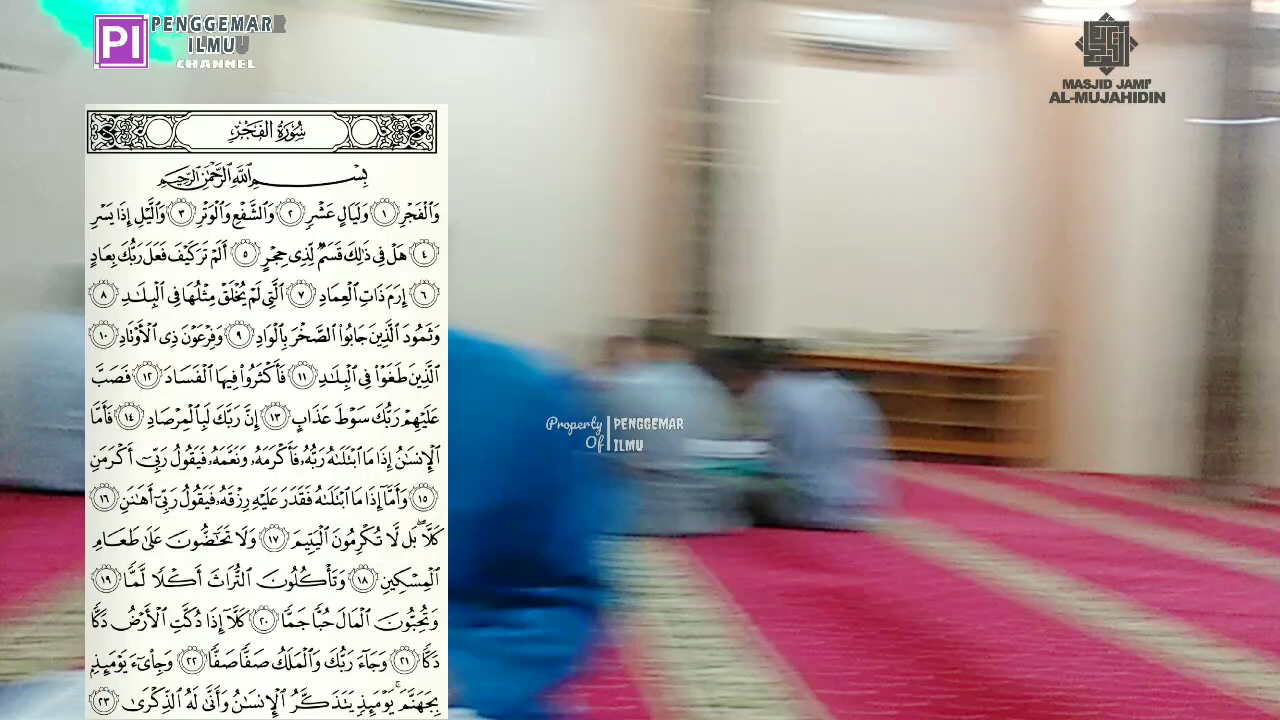 PI PENGGEMAR
ILMU
CHANNEL
MASJID JAMI'
AL-MUJAHIDIN
سُورَةُ الفَجْرِ
بِسْمِ ٱللَّهِ ٱلرَّحْمَٰنِ ٱلرَّحِيمِ
وَٱلْفَجْرِ ١ وَلَيَالٍ عَشْرٍ ٢ وَٱلشَّفْعِ وَٱلْوَتْرِ ٣ وَٱلَّيْلِ إِذَا يَسْرِ
٤ هَلْ فِى ذَٰلِكَ قَسَمٌ لِّذِى حِجْرٍ ٥ أَلَمْ تَرَ كَيْفَ فَعَلَ رَبُّكَ بِعَادٍ
٦ إِرَمَ ذَاتِ ٱلْعِمَادِ ٧ ٱلَّتِى لَمْ يُخْلَقْ مِثْلُهَا فِى ٱلْبِلَٰدِ ٨
وَثَمُودَ ٱلَّذِينَ جَابُوا۟ ٱلصَّخْرَ بِٱلْوَادِ ٩ وَفِرْعَوْنَ ذِى ٱلْأَوْتَادِ ١٠
ٱلَّذِينَ طَغَوْا۟ فِى ٱلْبِلَٰدِ ١١ فَأَكْثَرُوا۟ فِيهَا ٱلْفَسَادَ ١٢ فَصَبَّ
عَلَيْهِمْ رَبُّكَ سَوْطَ عَذَابٍ ١٣ إِنَّ رَبَّكَ لَبِٱلْمِرْصَادِ ١٤ فَأَمَّا
ٱلْإِنسَٰنُ إِذَا مَا ٱبْتَلَىٰهُ رَبُّهُۥ فَأَكْرَمَهُۥ وَنَعَّمَهُۥ فَيَقُولُ رَبِّىٓ أَكْرَمَنِ
١٥ وَأَمَّآ إِذَا مَا ٱبْتَلَىٰهُ فَقَدَرَ عَلَيْهِ رِزْقَهُۥ فَيَقُولُ رَبِّىٓ أَهَٰنَنِ ١٦
كَلَّا ۖ بَل لَّا تُكْرِمُونَ ٱلْيَتِيمَ ١٧ وَلَا تَحَٰٓضُّونَ عَلَىٰ طَعَامِ
ٱلْمِسْكِينِ ١٨ وَتَأْكُلُونَ ٱلتُّرَاثَ أَكْلًا لَّمًّا ١٩
وَتُحِبُّونَ ٱلْمَالَ حُبًّا جَمًّا ٢٠ كَلَّآ إِذَا دُكَّتِ ٱلْأَرْضُ دَكًّا
دَكًّا ٢١ وَجَآءَ رَبُّكَ وَٱلْمَلَكُ صَفًّا صَفًّا ٢٢ وَجِا۟ىٓءَ يَوْمَئِذٍۭ
بِجَهَنَّمَ ۚ يَوْمَئِذٍ يَتَذَكَّرُ ٱلْإِنسَٰنُ وَأَنَّىٰ لَهُ ٱلذِّكْرَىٰ ٢٣
Property Of PENGGEMAR
ILMU